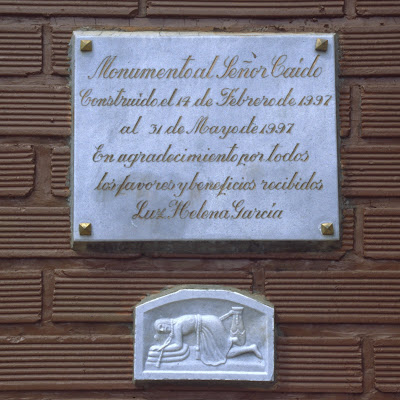 Monumento al Señor Caído
Construido el 14 de Febrero de 1997
al 31 de Mayo de 1997
En agradecimiento por todos
los favores y beneficios recibidos
Luz Helena García